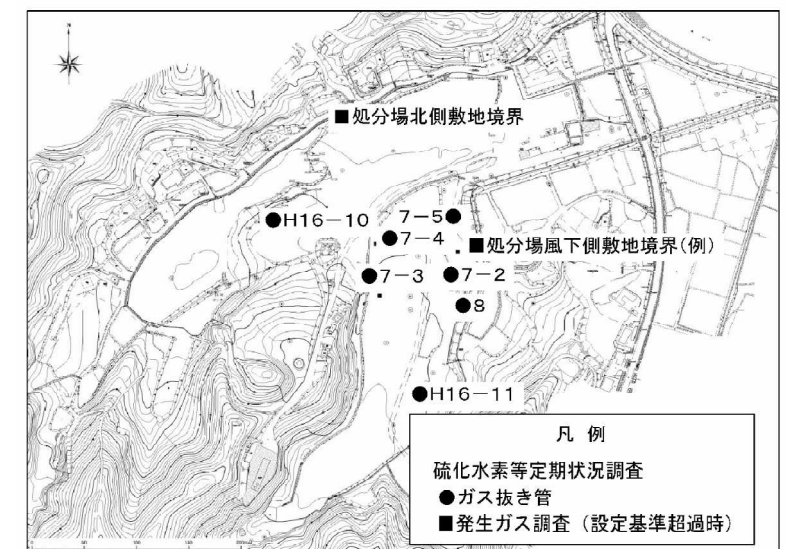 N
■処分場北側敷地境界
●H16−10
7−5●
●7−4
■処分場風下側敷地境界(例)
●7−3
●7−2
●8
●H16−11
凡 例
硫化水素等定期状況調査
●ガス抜き管
■発生ガス調査（設定基準超過時）